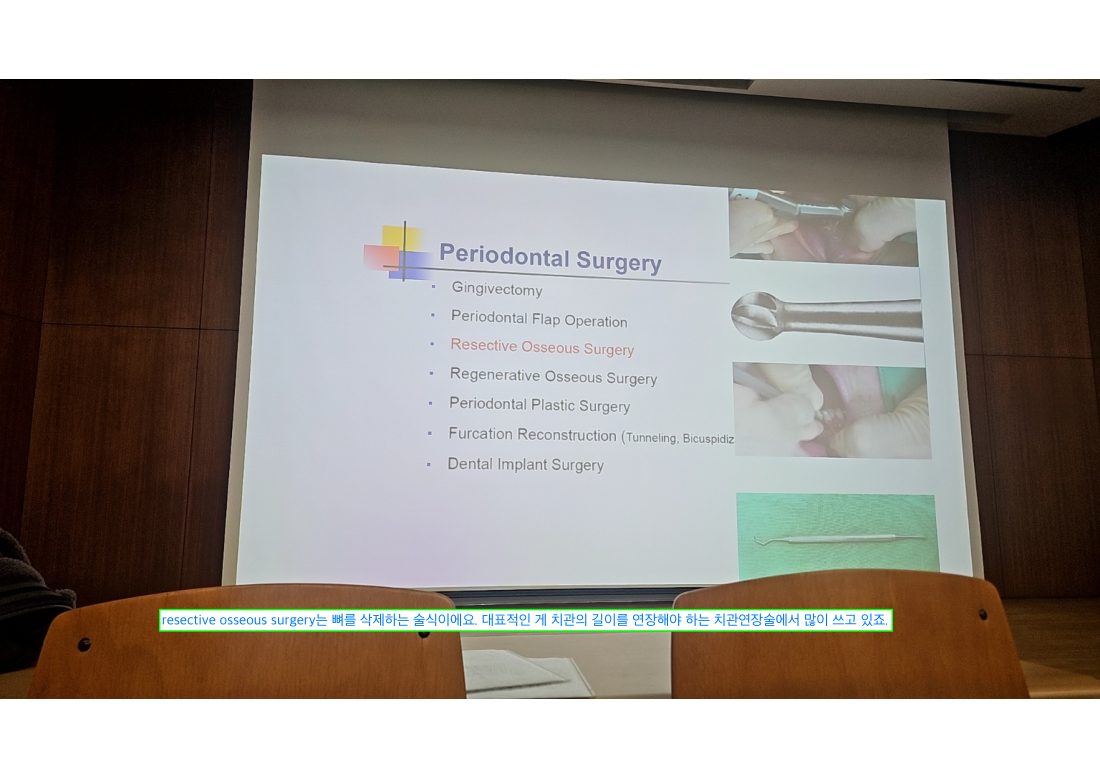 Periodontal Surgery
▪ Gingivectomy
▪ Periodontal Flap Operation
▪ Resective Osseous Surgery
▪ Regenerative Osseous Surgery
▪ Periodontal Plastic Surgery
▪ Furcation Reconstruction (Tunneling, Bicuspidiz
▪ Dental Implant Surgery
resective osseous surgery는 뼈를 삭제하는 술식이에요. 대표적인 게 치관의 길이를 연장해야 하는 치관연장술에서 많이 쓰고 있죠.